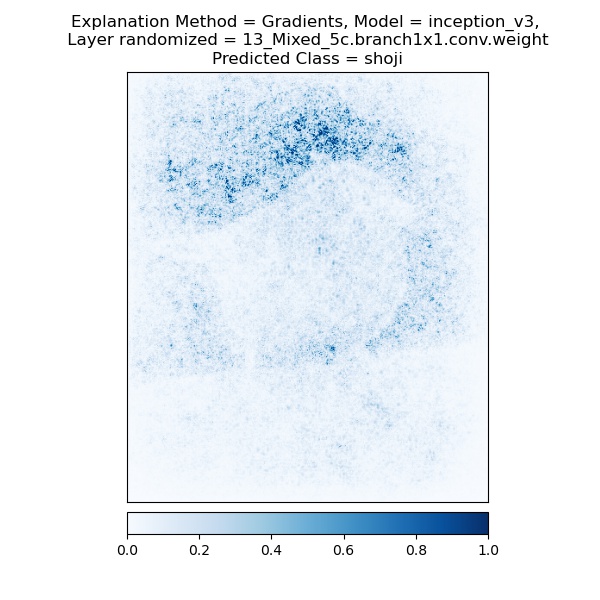 Explanation Method = Gradients, Model = inception_v3,
Layer randomized = 13_Mixed_5c.branch1x1.conv.weight
Predicted Class = shoji
0.0 0.2 0.4 0.6 0.8 1.0